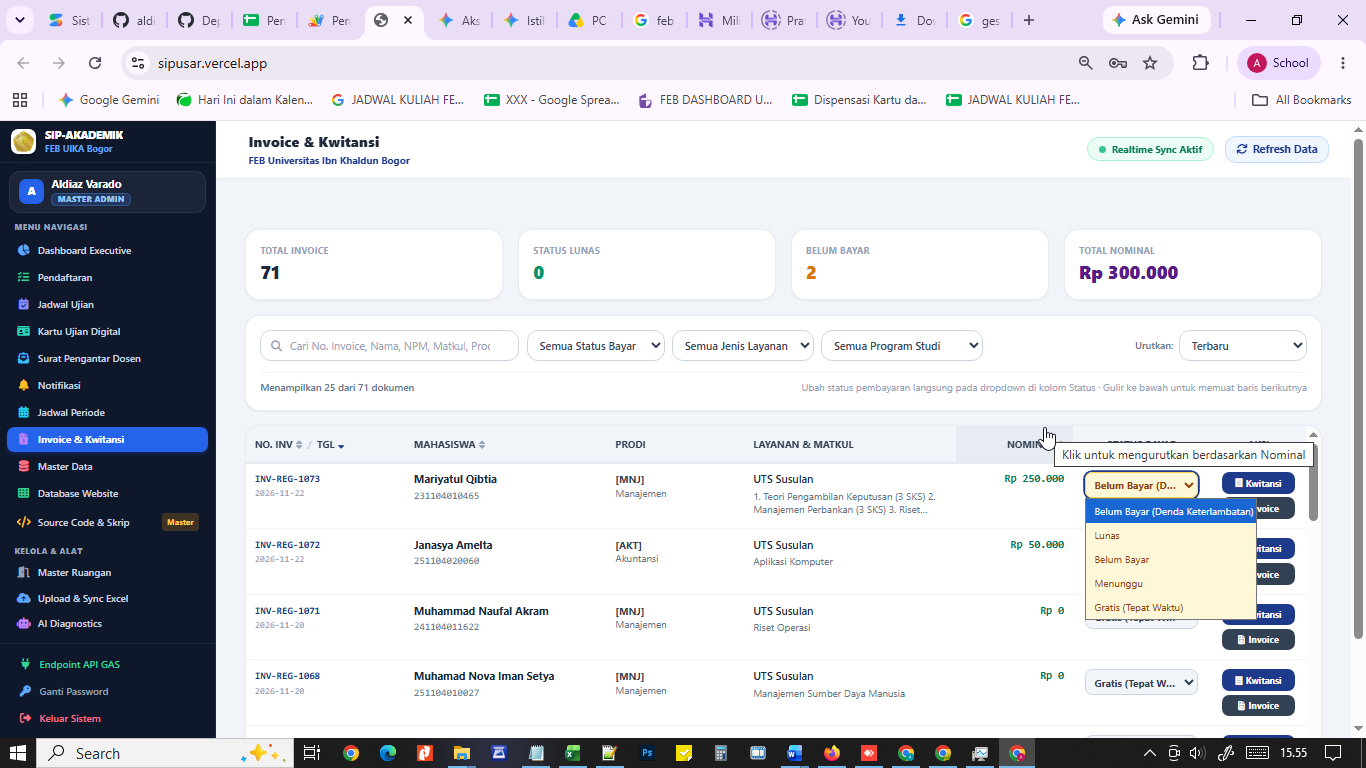 Sist
aldi
Dep
Pen
Pen
Aks
Istil
PC
feb
Mili
Pra
You
Dov
ges
Ask Gemini
sipusar.vercel.app
A School
Google Gemini
Hari Ini dalam Kalen...
JADWAL KULIAH FE...
XXX - Google Sprea...
FEB DASHBOARD U...
Dispensasi Kartu da...
JADWAL KULIAH FE...
All Bookmarks
SIP-AKADEMIK
FEB UIKA Bogor
A
Aldiaz Varado
MASTER ADMIN
MENU NAVIGASI
Dashboard Executive
Pendaftaran
Jadwal Ujian
Kartu Ujian Digital
Surat Pengantar Dosen
Notifikasi
Jadwal Periode
Invoice & Kwitansi
Master Data
Database Website
Source Code & Skrip Master
KELOLA & ALAT
Master Ruangan
Upload & Sync Excel
AI Diagnostics
Endpoint API GAS
Ganti Password
Keluar Sistem
Invoice & Kwitansi
FEB Universitas Ibn Khaldun Bogor
Realtime Sync Aktif
Refresh Data
TOTAL INVOICE
71
STATUS LUNAS
0
BELUM BAYAR
2
TOTAL NOMINAL
Rp 300.000
Cari No. Invoice, Nama, NPM, Matkul, Proc
Semua Status Bayar
Semua Jenis Layanan
Semua Program Studi
Urutkan: Terbaru
Menampilkan 25 dari 71 dokumen
Ubah status pembayaran langsung pada dropdown di kolom Status · Gulir ke bawah untuk memuat baris berikutnya
NO. INV / TGL MAHASISWA PRODI LAYANAN & MATKUL
Klik untuk mengurutkan berdasarkan Nominal
INV-REG-1073
2026-11-22
Mariyatul Qibtia
231104010465
[MNJ]
Manajemen
UTS Susulan
1. Teori Pengambilan Keputusan (3 SKS) 2.
Manajemen Perbankan (3 SKS) 3. Riset...
Rp 250.000
Belum Bayar (D...
Kwitansi
Belum Bayar (Denda Keterlambatan)
Lunas
Belum Bayar
Menunggu
Gratis (Tepat Waktu)
INV-REG-1072
2026-11-22
Janasya Amelta
251104020060
[AKT]
Akuntansi
UTS Susulan
Aplikasi Komputer
Rp 50.000
INV-REG-1071
2026-11-20
Muhammad Naufal Akram
241104011622
[MNJ]
Manajemen
UTS Susulan
Riset Operasi
Rp 0
Invoice
INV-REG-1068
2026-11-20
Muhamad Nova Iman Setya
251104010027
[MNJ]
Manajemen
UTS Susulan
Manajemen Sumber Daya Manusia
Rp 0
Gratis (Tepat W...
Kwitansi
Invoice
Search
15.55